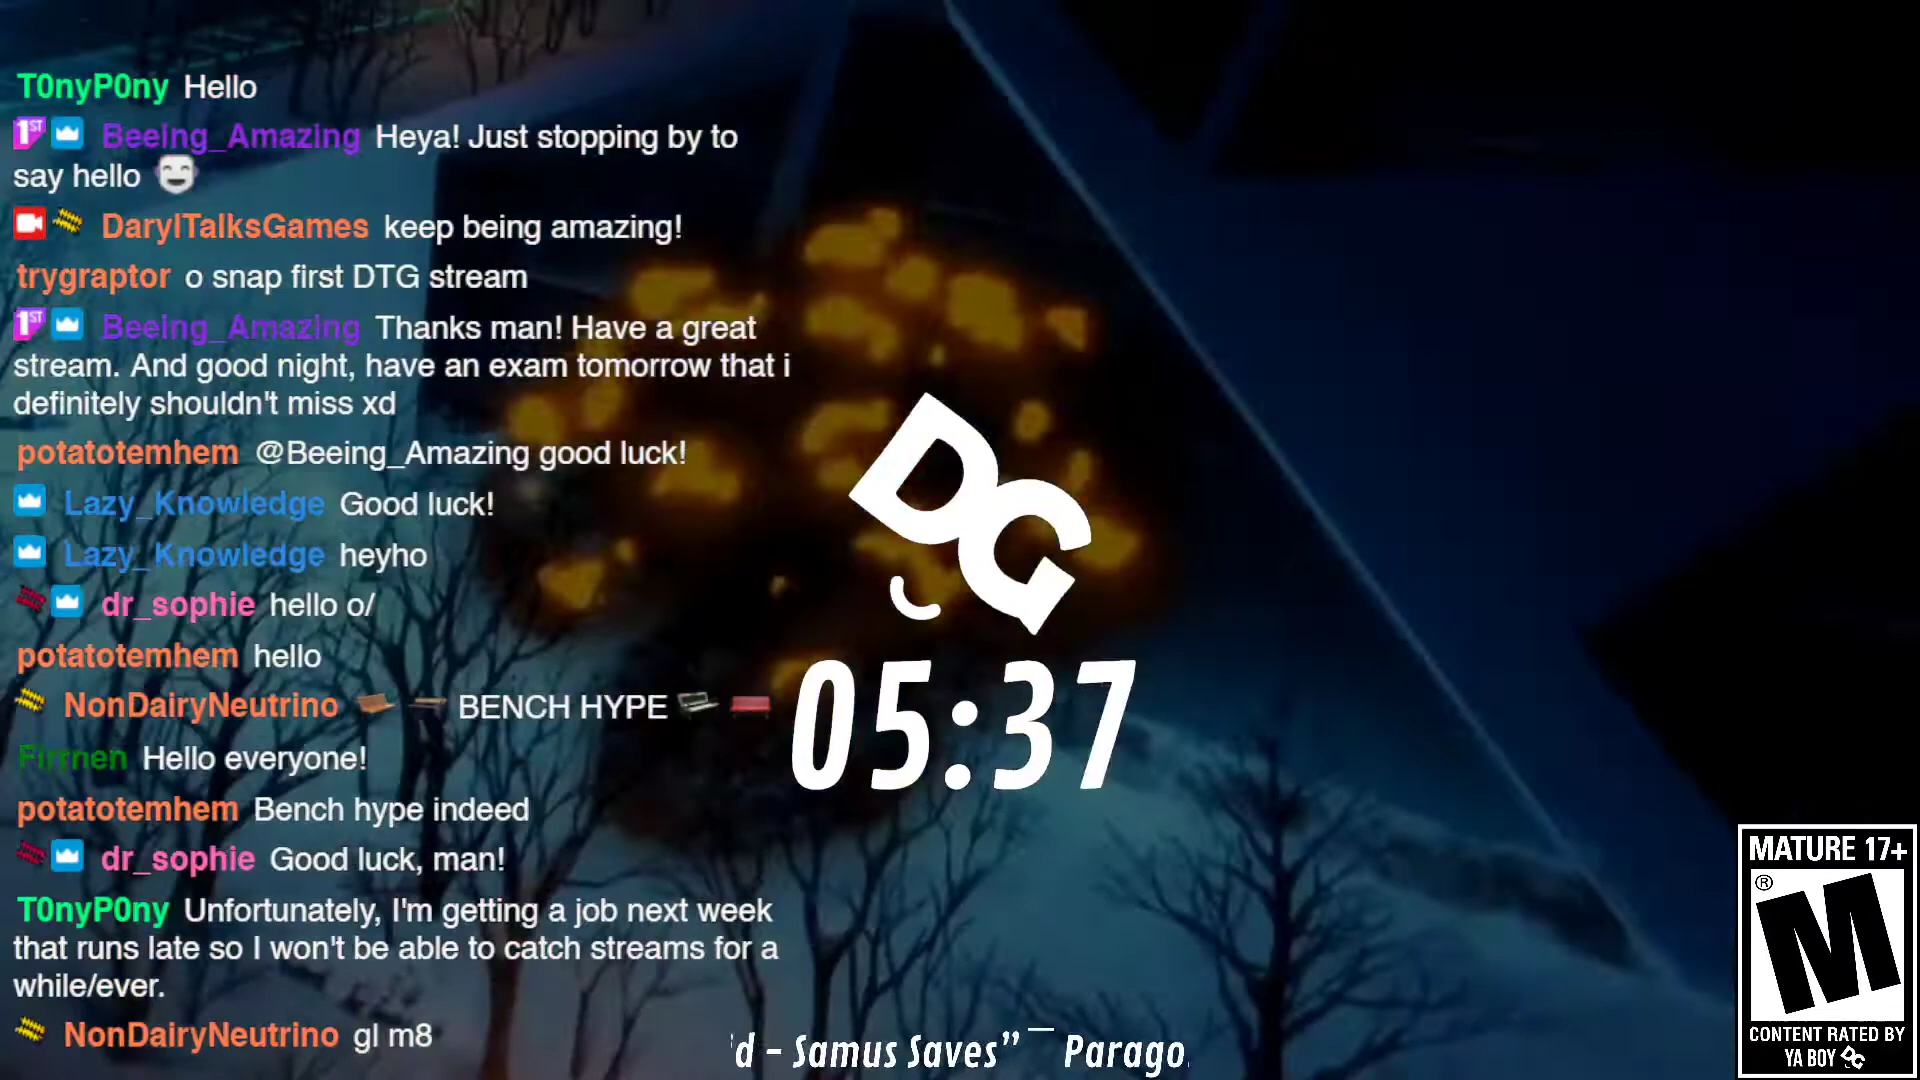 T0nyP0ny Hello
1ST Beeing_Amazing Heya! Just stopping by to
say hello
DarylTalksGames keep being amazing!
trygraptor o snap first DTG stream
1ST Beeing_Amazing Thanks man! Have a great
stream. And good night, have an exam tomorrow that i
definitely shouldn't miss xd
potatotemhem @Beeing_Amazing good luck!
Lazy_Knowledge Good luck!
Lazy_Knowledge heyho
dr_sophie hello o/
potatotemhem hello
NonDairyNeutrino BENCH HYPE
Firrnen Hello everyone!
potatotemhem Bench hype indeed
dr_sophie Good luck, man!
T0nyP0ny Unfortunately, I'm getting a job next week
that runs late so I won't be able to catch streams for a
while/ever.
NonDairyNeutrino gl m8
DG
05:37
d - Samus Saves” — Parago
MATURE 17+
®
M
CONTENT RATED BY
YA BOY DG